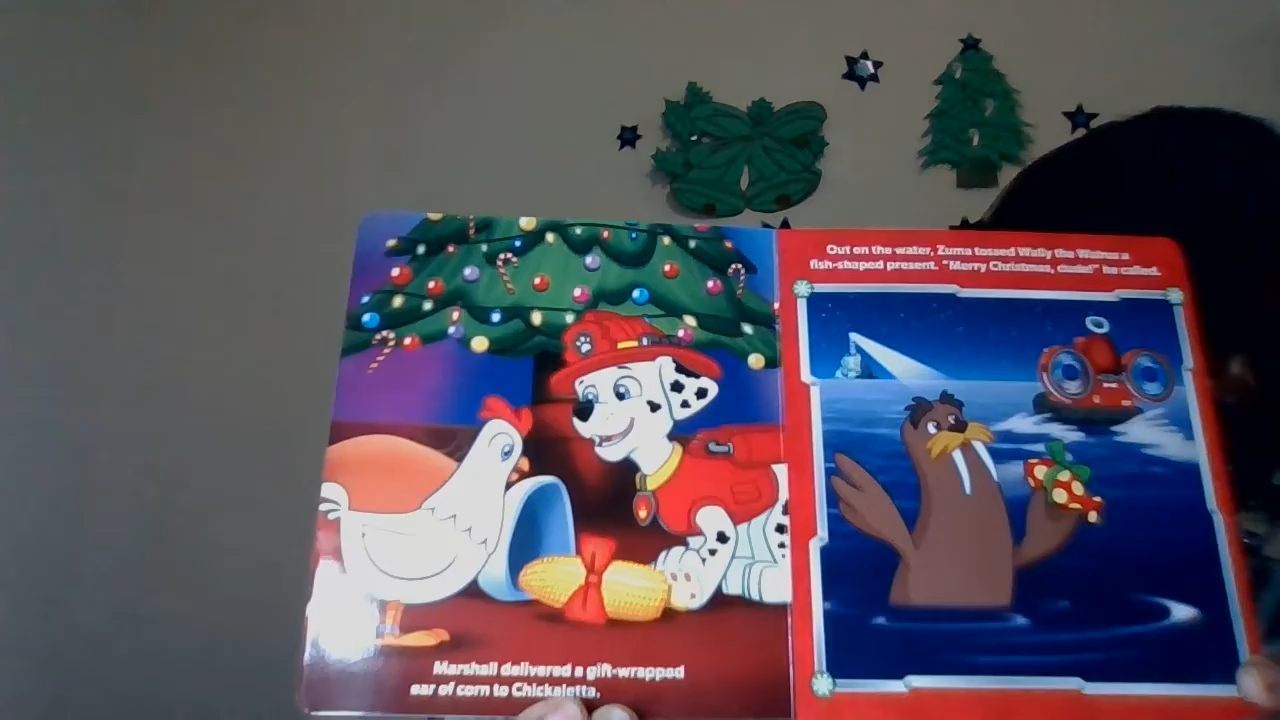 Marshall delivered a gift-wrapped
ear of corn to Chickaletta.
Out on the water, Zuma tossed Wally the Walrus a
fish-shaped present. "Merry Christmas, dude!" he called.